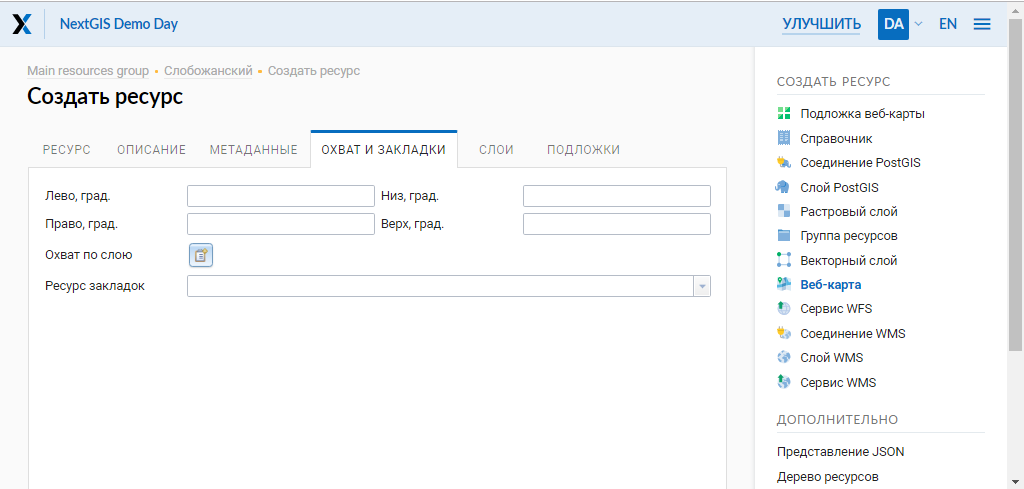 NextGIS Demo Day
УЛУЧШИТЬ
DA
EN
Main resources group • Слобожанский • Создать ресурс
Создать ресурс
РЕСУРС ОПИСАНИЕ МЕТАДАННЫЕ ОХВАТ И ЗАКЛАДКИ СЛОИ ПОДЛОЖКИ
Лево, град. Низ, град.
Право, град. Верх, град.
Охват по слою
Ресурс закладок
СОЗДАТЬ РЕСУРС
Подложка веб-карты
Справочник
Соединение PostGIS
Слой PostGIS
Растровый слой
Группа ресурсов
Векторный слой
Веб-карта
Сервис WFS
Соединение WMS
Слой WMS
Сервис WMS
ДОПОЛНИТЕЛЬНО
Представление JSON
Дерево ресурсов